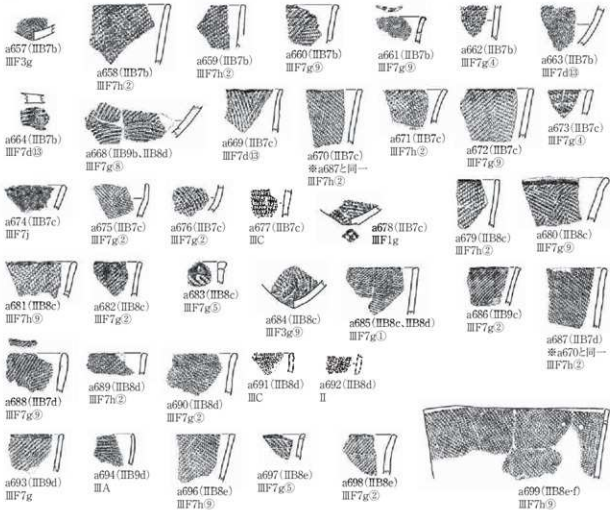 a657(ⅡB7b)
ⅢF3g
a658(ⅡB7b)
ⅢF7h②
a659(ⅡB7b)
ⅢF7h②
a660(ⅡB7b)
ⅢF7g⑨
a661(ⅡB7b)
ⅢF7g⑨
a662(ⅡB7b)
ⅢF7g④
a663(ⅡB7b)
ⅢF7d⑬
a664(ⅡB7b)
ⅢF7d⑬
a668(ⅡB9b、ⅡB8d)
ⅢF7g⑧
a669(ⅡB7c)
ⅢF7d⑬
a670(ⅡB7c)
※a687と同一
ⅢF7h②
a671(ⅡB7c)
ⅢF7h②
a672(ⅡB7c)
ⅢF7g⑨
a673(ⅡB7c)
ⅢF7g④
a674(ⅡB7c)
ⅢF7j
a675(ⅡB7c)
ⅢF7g②
a676(ⅡB7c)
ⅢF7g②
a677(ⅡB7c)
ⅢC
a678(ⅡB7c)
ⅢF1g
a679(ⅡB8c)
ⅢF7h②
a680(ⅡB8c)
ⅢF7g⑨
a681(ⅡB8c)
ⅢF7h⑨
a682(ⅡB8c)
ⅢF7g②
a683(ⅡB8c)
ⅢF7g⑤
a684(ⅡB8c)
ⅢF3g⑨
a685(ⅡB8c、ⅡB8d)
ⅢF7g①
a686(ⅡB9c)
ⅢF7g②
a687(ⅡB7d)
※a670と同一
ⅢF7h②
a688(ⅡB7d)
ⅢF7g⑨
a689(ⅡB8d)
ⅢF7h②
a690(ⅡB8d)
ⅢF7g②
a691(ⅡB8d)
ⅢC
a692(ⅡB8d)
Ⅱ
a693(ⅡB9d)
ⅢF7g
a694(ⅡB9d)
ⅢA
a696(ⅡB8e)
ⅢF7h⑨
a697(ⅡB8e)
ⅢF7g⑤
a698(ⅡB8e)
ⅢF7g②
a699(ⅡB8e-f)
ⅢF7h⑨